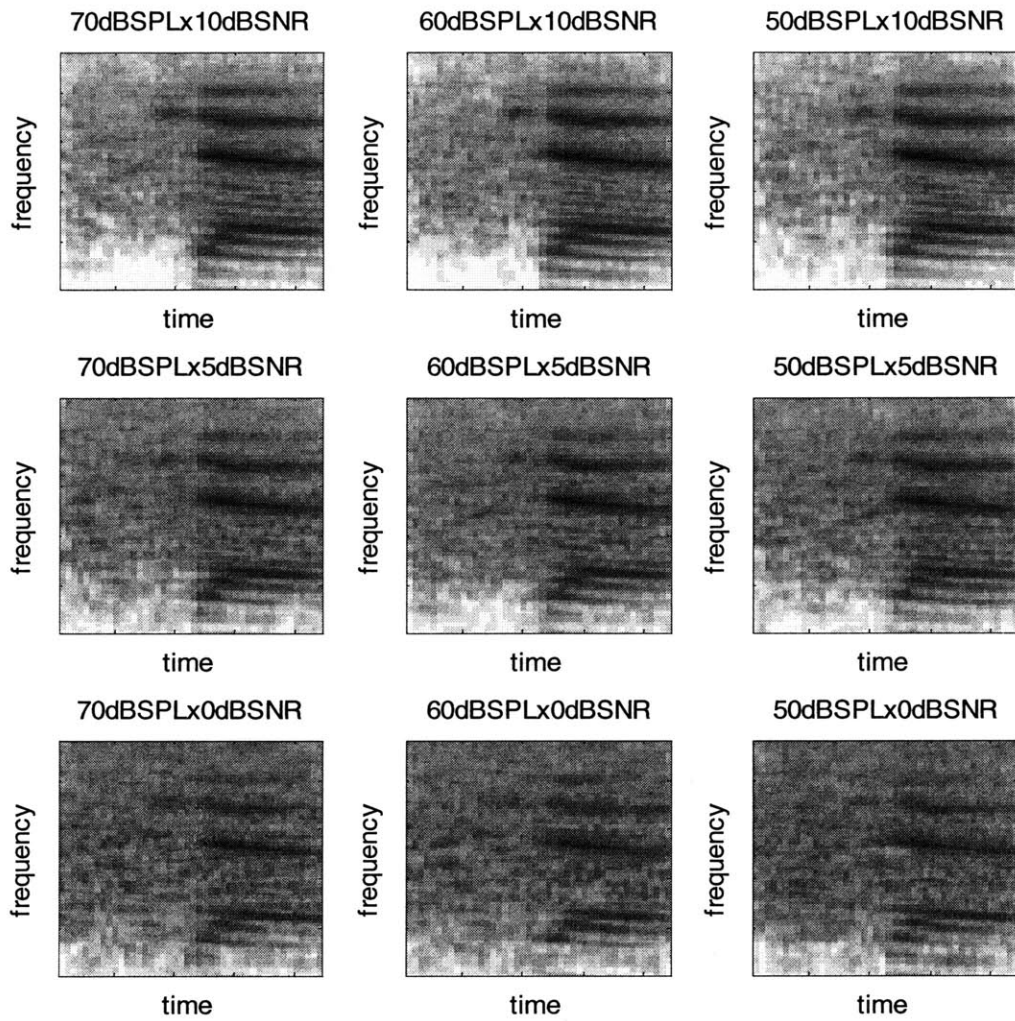 70dBSPLx10dBSNR
60dBSPLx10dBSNR
50dBSPLx10dBSNR
frequency
frequency
frequency
time
time
time
70dBSPLx5dBSNR
60dBSPLx5dBSNR
50dBSPLx5dBSNR
frequency
frequency
frequency
time
time
time
70dBSPLx0dBSNR
60dBSPLx0dBSNR
50dBSPLx0dBSNR
frequency
frequency
frequency
time
time
time